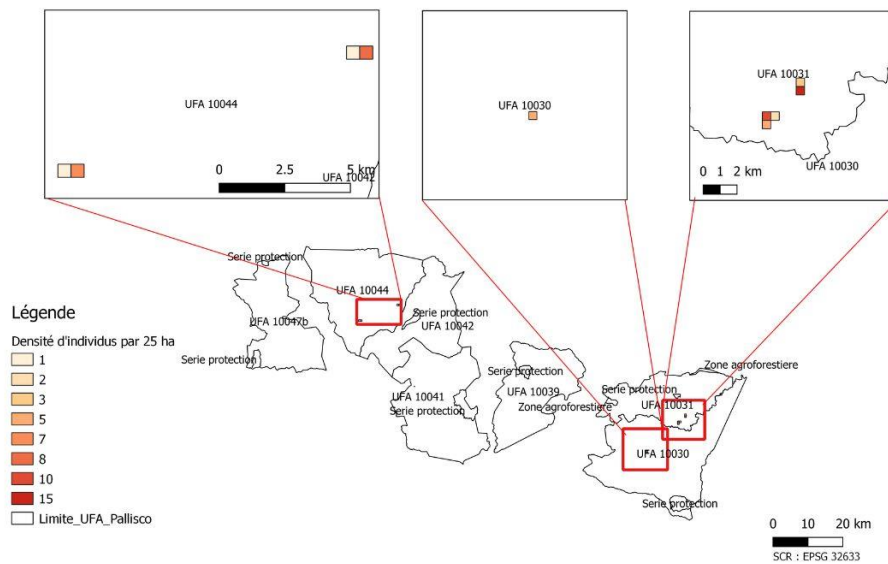 UFA 10044
0 2.5 5 km
UFA 10042
UFA 10030
UFA 10031
0 1 2 km
UFA 10030
Serie protection
UFA 10044
Serie protection
UFA 10047b
UFA 10042
Serie protection
Serie protection
Zone agroforestiere
UFA 10041
UFA 10039
Serie protection
Serie protection
Zone agroforestiere
UFA 10031
UFA 10030
Serie protection
Légende
Densité d'individus par 25 ha
1
2
3
5
7
8
10
15
Limite_UFA_Pallisco
0 10 20 km
SCR : EPSG 32633